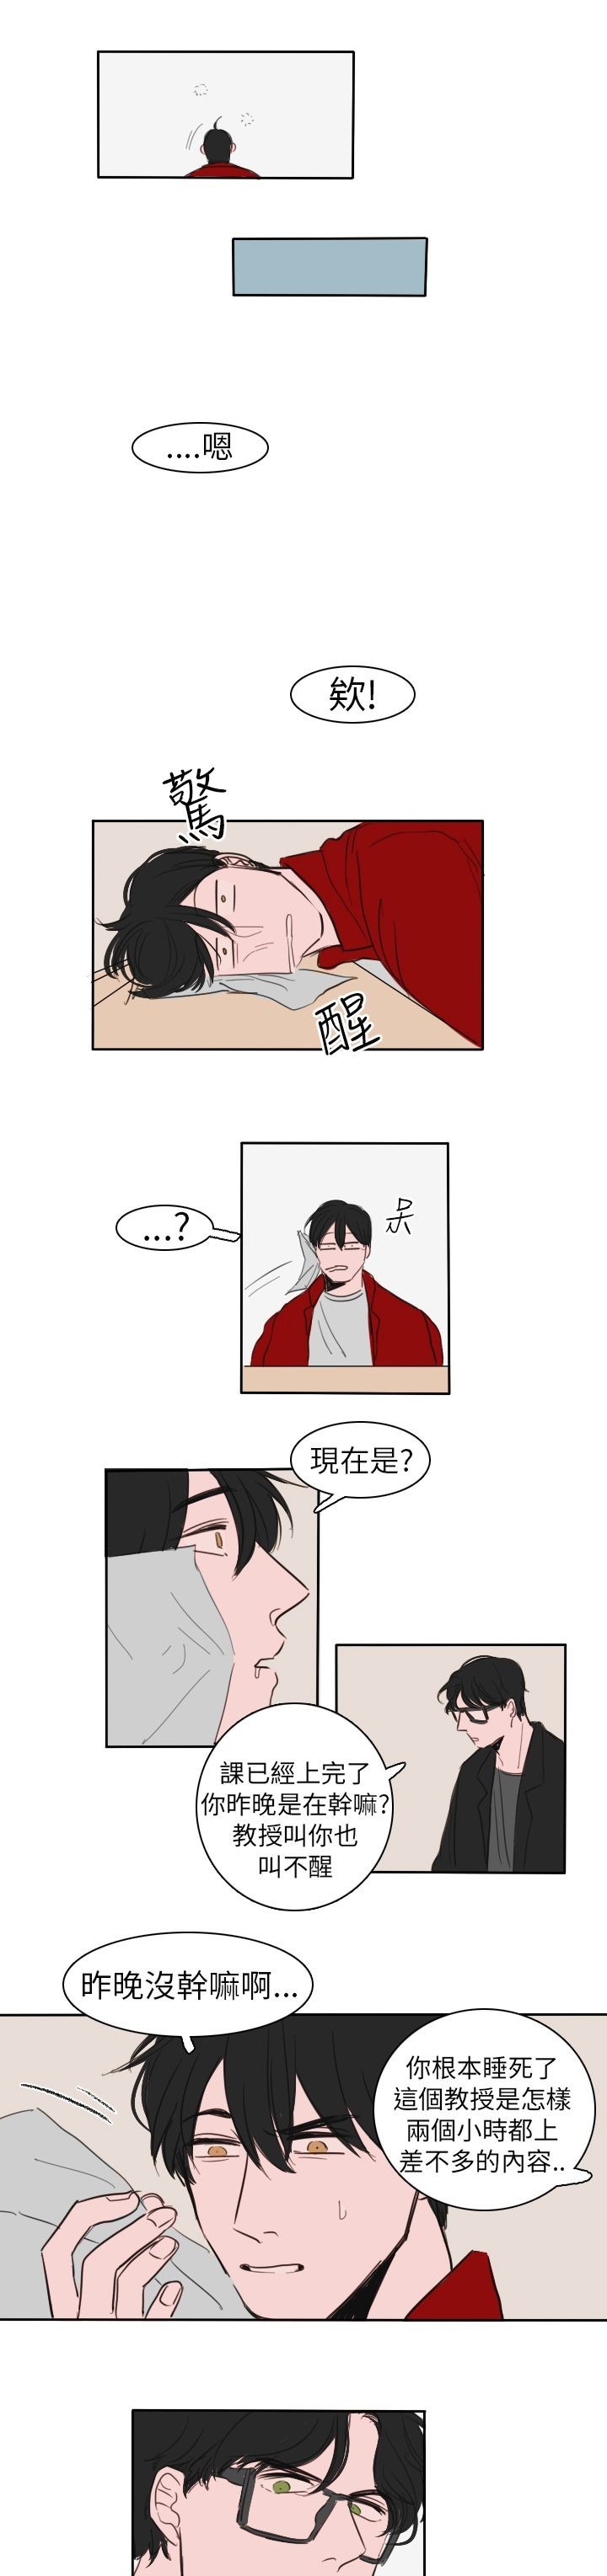 ....嗯
欸!
驚
醒
...?
呆
現在是?
課已經上完了
你昨晚是在幹嘛?
教授叫你也
叫不醒
昨晚沒幹嘛啊...
你根本睡死了
這個教授是怎樣
兩個小時都上
差不多的內容..